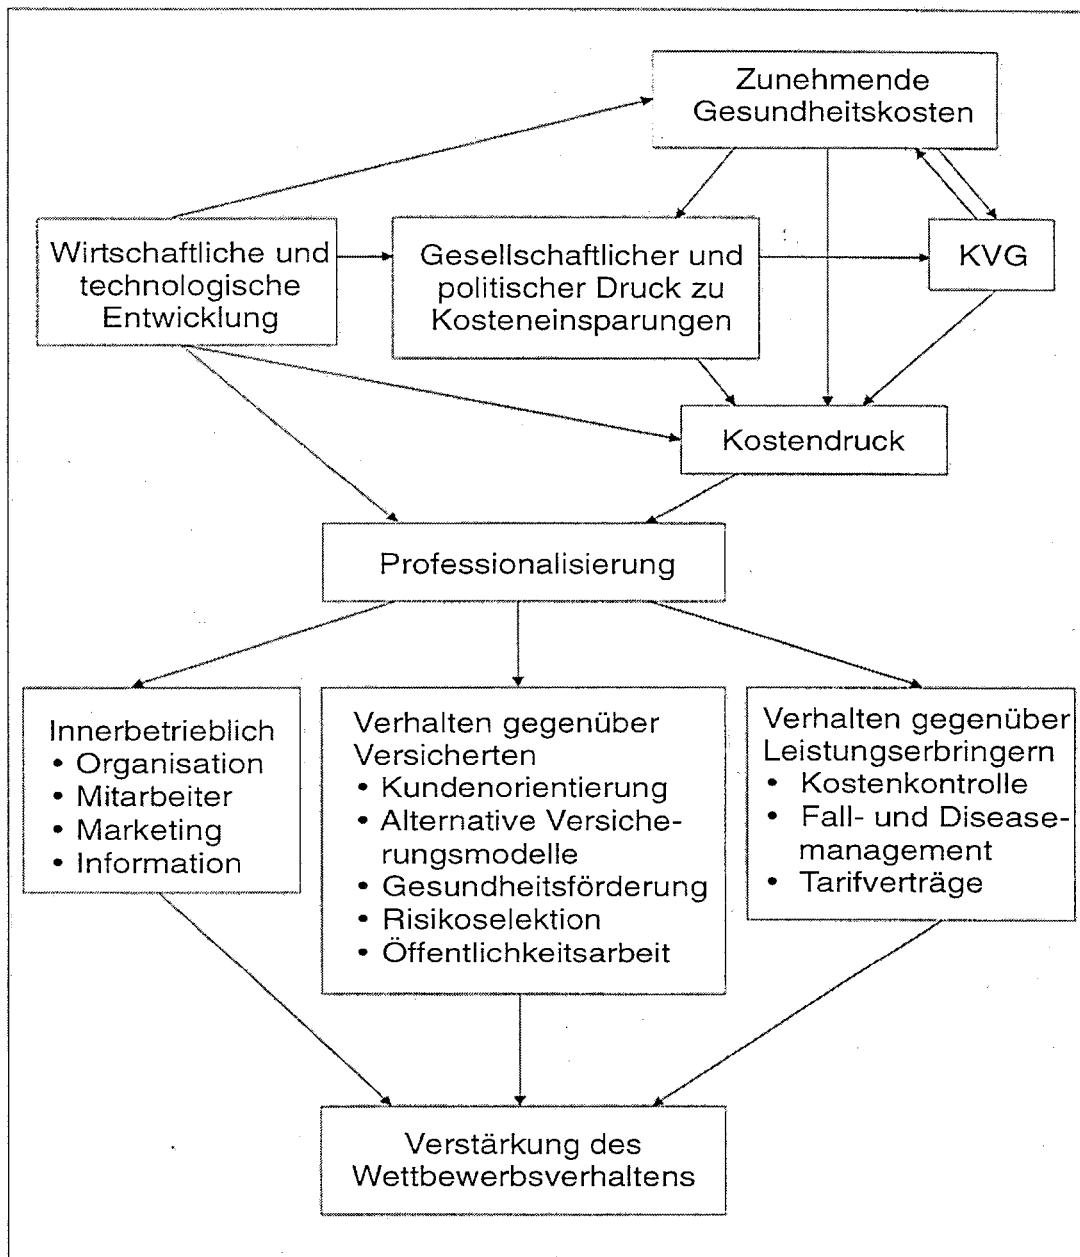 Zunehmende
Gesundheitskosten
Wirtschaftliche und
technologische
Entwicklung
Gesellschaftlicher und
politischer Druck zu
Kosteneinsparungen
KVG
Kostendruck
Professionalisierung
Innerbetrieblich
• Organisation
• Mitarbeiter
• Marketing
• Information
Verhalten gegenüber
Versicherten
• Kundenorientierung
• Alternative Versiche-
rungsmodelle
• Gesundheitsförderung
• Risikoselektion
• Öffentlichkeitsarbeit
Verhalten gegenüber
Leistungserbringern
• Kostenkontrolle
• Fall- und Disease-
management
• Tarifverträge
Verstärkung des
Wettbewerbsverhaltens